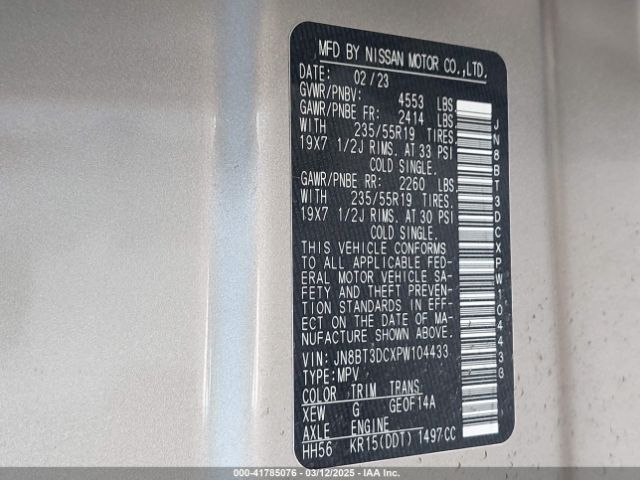 MFD BY NISSAN MOTOR CO.,LTD.
DATE: 02/23
GVWR/PNBV: 4553 LBS.
GAWR/PNBE FR: 2414 LBS.
WITH 235/55R19 TIRES.
19X7 1/2J RIMS. AT 33 PSI
COLD SINGLE.
GAWR/PNBE RR: 2260 LBS.
WITH 235/55R19 TIRES.
19X7 1/2J RIMS. AT 30 PSI
COLD SINGLE.
THIS VEHICLE CONFORMS
TO ALL APPLICABLE FED-
ERAL MOTOR VEHICLE SA-
FETY AND THEFT PREVEN-
TION STANDARDS IN EFF-
ECT ON THE DATE OF MA-
NUFACTURE SHOWN ABOVE.
VIN: JN8BT3DCXPW104433
TYPE:MPV
COLOR TRIM TRANS
XEW G GE0F14A
AXLE ENGINE
HH56 KR15(DDT) 1497CC
JN8BT3DCXPW104433
000-41785076 - 03/12/2025 - IAAI.COM